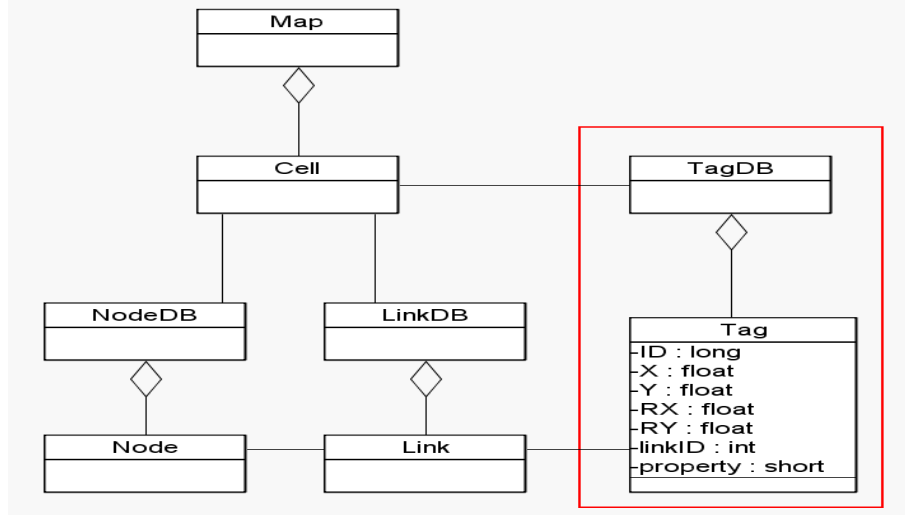 Map
Cell
TagDB
NodeDB
LinkDB
Tag
-ID : long
-X : float
-Y : float
-RX : float
-RY : float
-linkID : int
-property : short
Node
Link